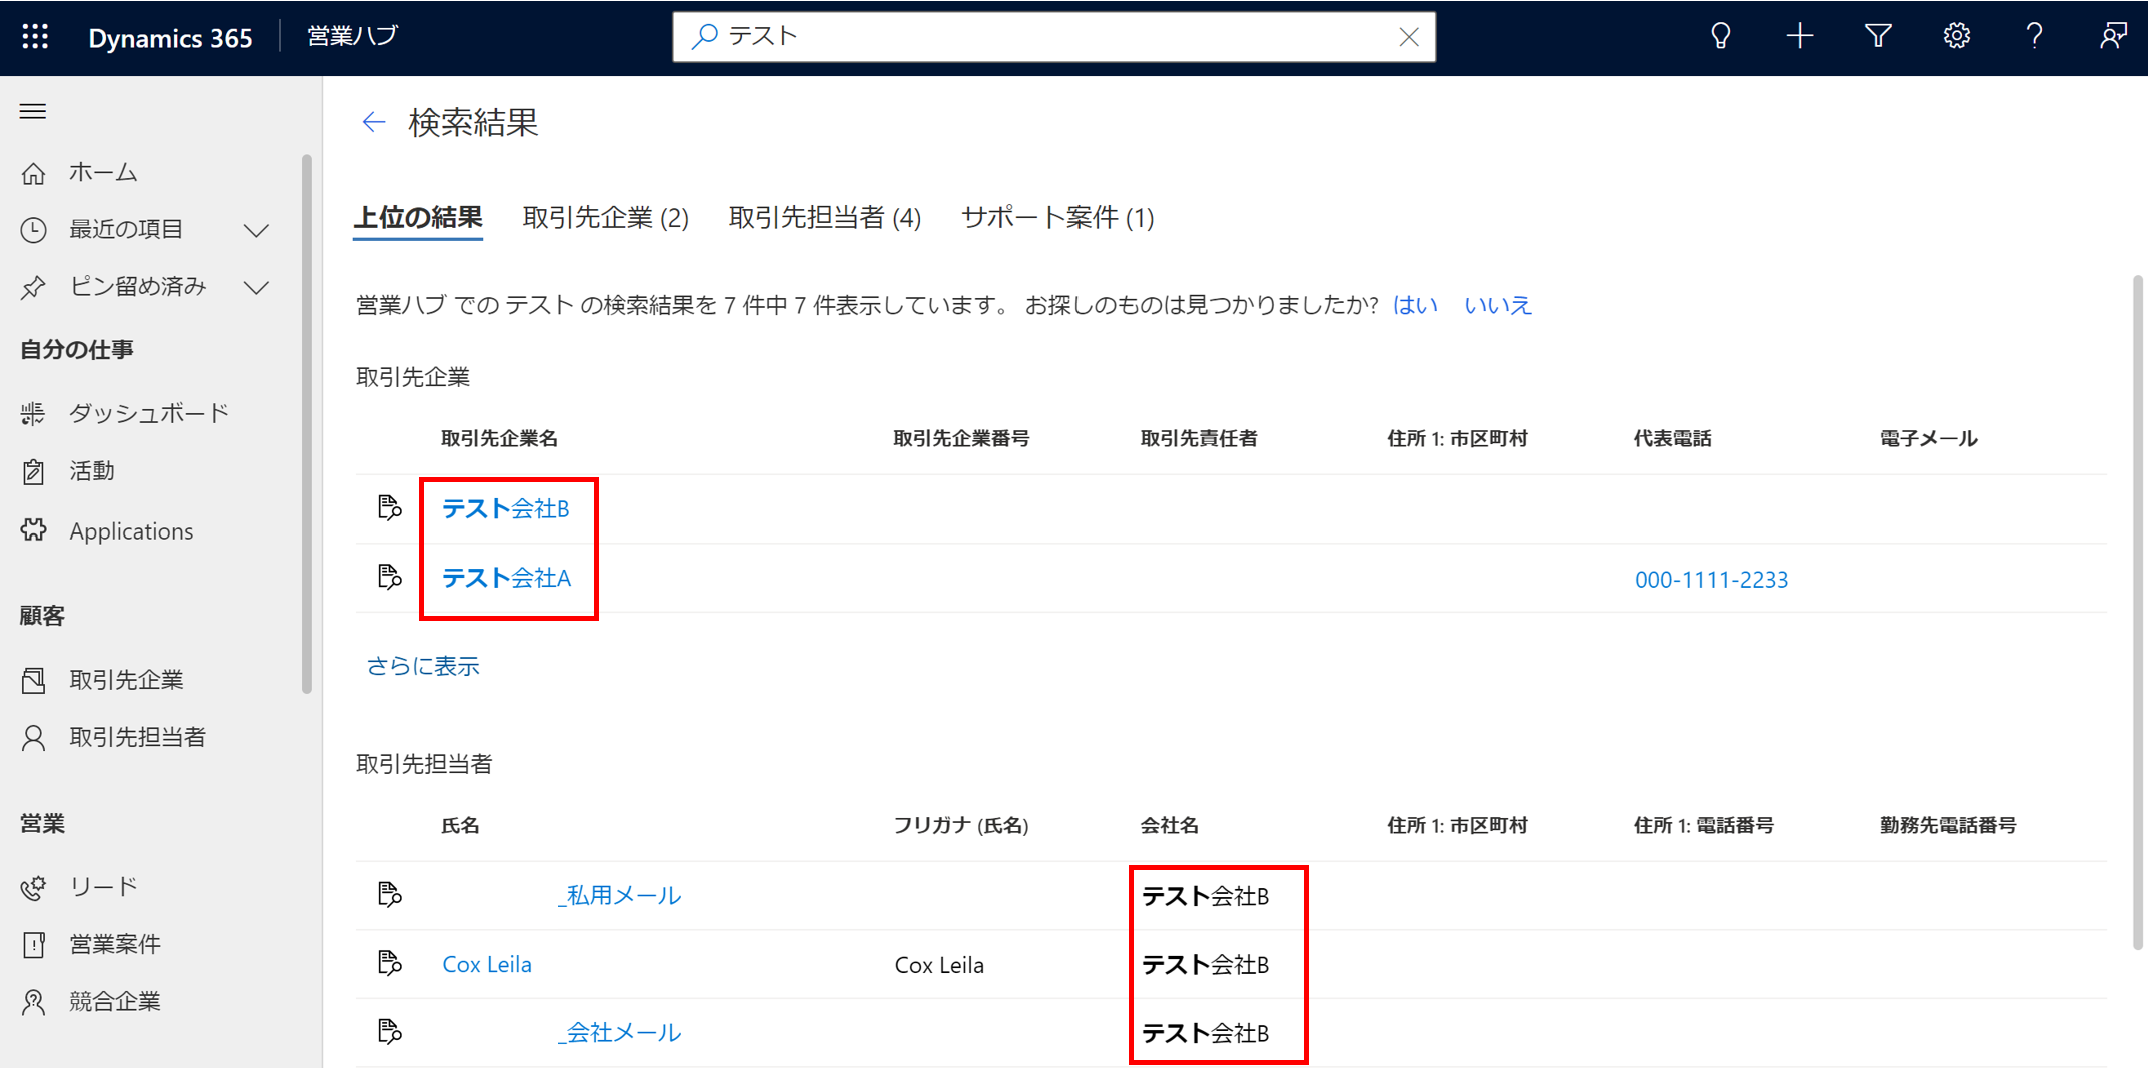 Dynamics 365
営業ハブ
テスト
ホーム
最近の項目
ピン留め済み
自分の仕事
ダッシュボード
活動
Applications
顧客
取引先企業
取引先担当者
営業
リード
営業案件
競合企業
検索結果
上位の結果 取引先企業 (2) 取引先担当者 (4) サポート案件 (1)
営業ハブ での テスト の検索結果を 7 件中 7 件表示しています。 お探しのものは見つかりましたか? はい いいえ
取引先企業
取引先企業名 取引先企業番号 取引先責任者 住所 1: 市区町村 代表電話 電子メール
テスト会社B
テスト会社A 000-1111-2233
さらに表示
取引先担当者
氏名 フリガナ (氏名) 会社名 住所 1: 市区町村 住所 1: 電話番号 勤務先電話番号
_私用メール テスト会社B
Cox Leila Cox Leila テスト会社B
_会社メール テスト会社B